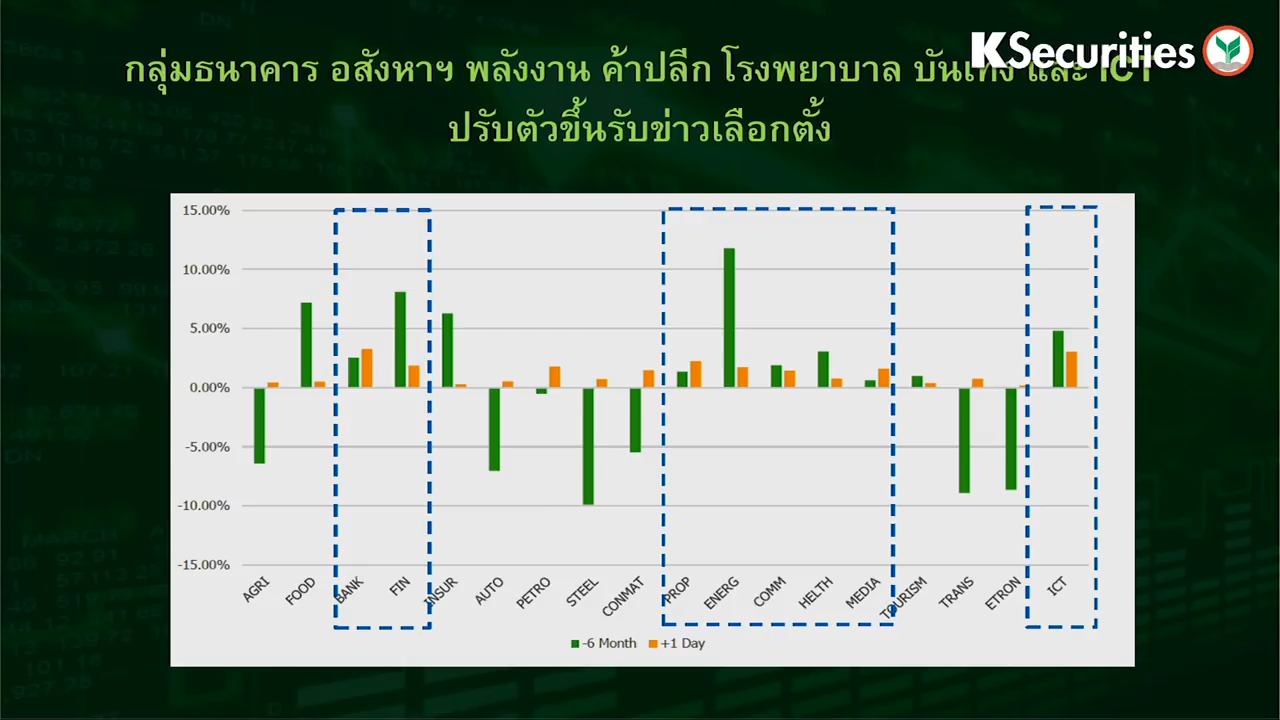 KSecurities
กลุ่มธนาคาร อสังหาฯ พลังงาน ค้าปลีก โรงพยาบาล บันเทิง และ ICT
ปรับตัวขึ้นรับข่าวเลือกตั้ง
15.00%
10.00%
5.00%
0.00%
-5.00%
-10.00%
-15.00%
AGRI
FOOD
BANK
FIN
INSUR
AUTO
PETRO
STEEL
CONMAT
PROP
ENERG
COMM
HELTH
MEDIA
TOURISM
TRANS
ETRON
ICT
-6 Month
+1 Day